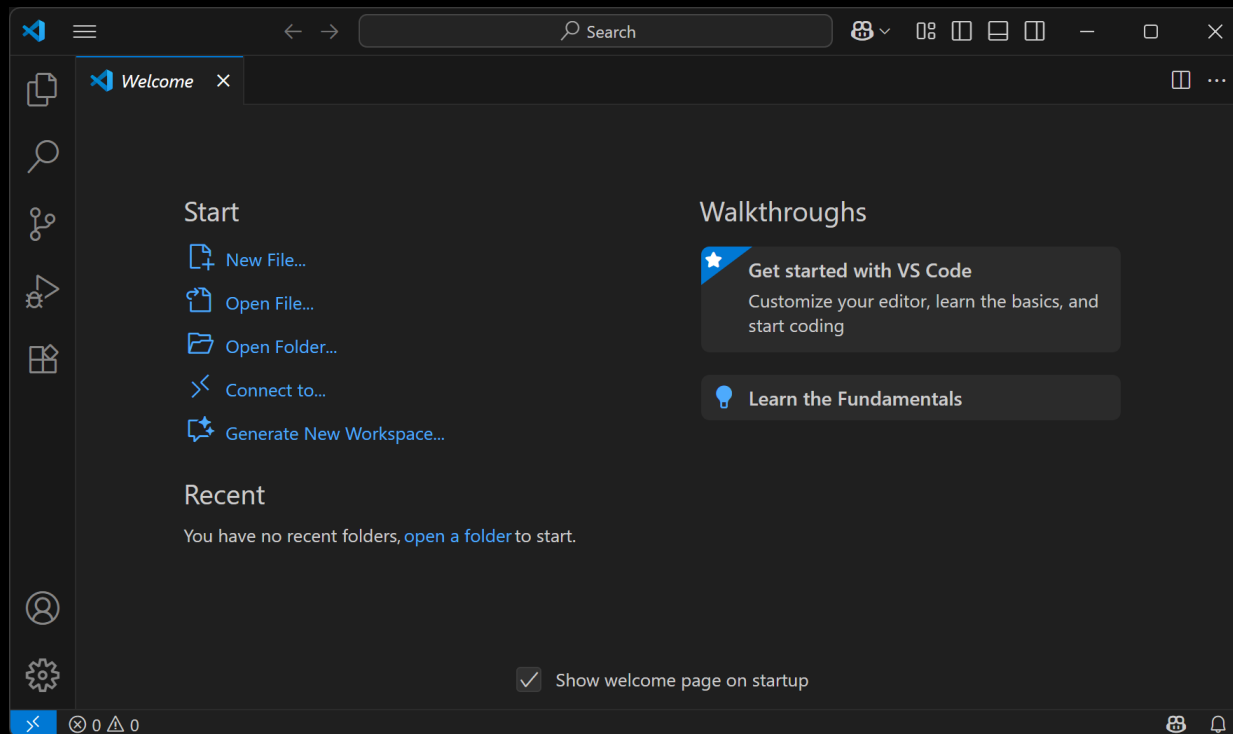 Search
Welcome
Start
New File...
Open File...
Open Folder...
Connect to...
Generate New Workspace...
Recent
You have no recent folders, open a folder to start.
Walkthroughs
Get started with VS Code
Customize your editor, learn the basics, and
start coding
Learn the Fundamentals
Show welcome page on startup
0 0